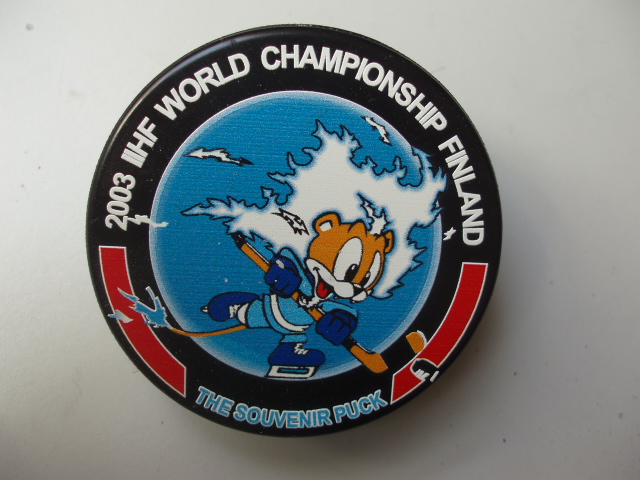 2003 IIHF WORLD CHAMPIONSHIP FINLAND
THE SOUVENIR PUCK